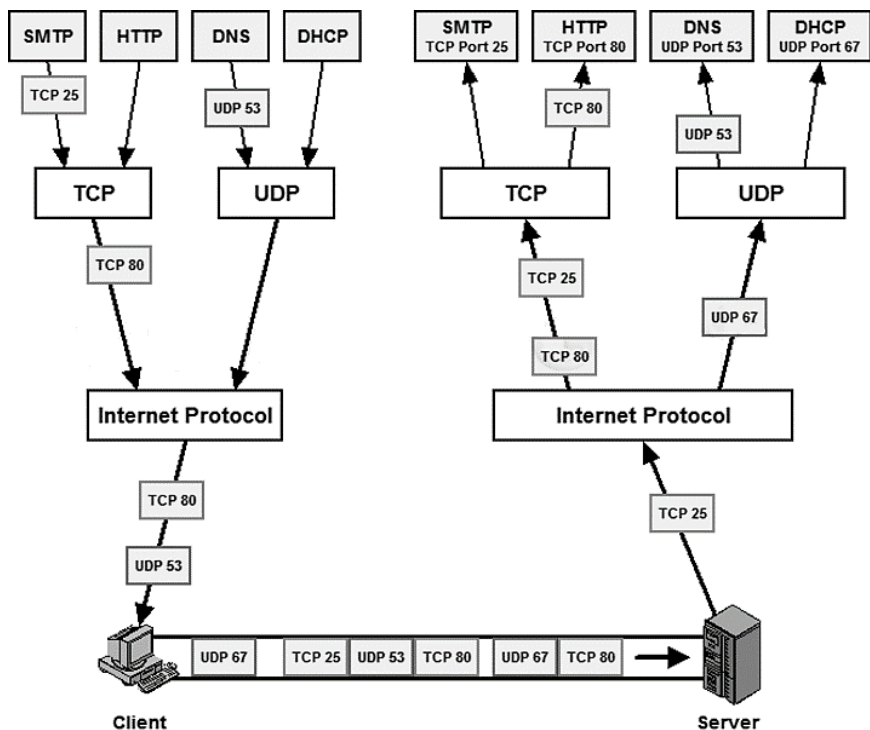 SMTP
HTTP
DNS
DHCP
SMTP
TCP Port 25
HTTP
TCP Port 80
DNS
UDP Port 53
DHCP
UDP Port 67
TCP 25
UDP 53
TCP 80
UDP 53
TCP
UDP
TCP
UDP
TCP 80
TCP 25
UDP 67
TCP 80
Internet Protocol
Internet Protocol
TCP 80
TCP 25
UDP 53
UDP 67
TCP 25
UDP 53
TCP 80
UDP 67
TCP 80
Client
Server